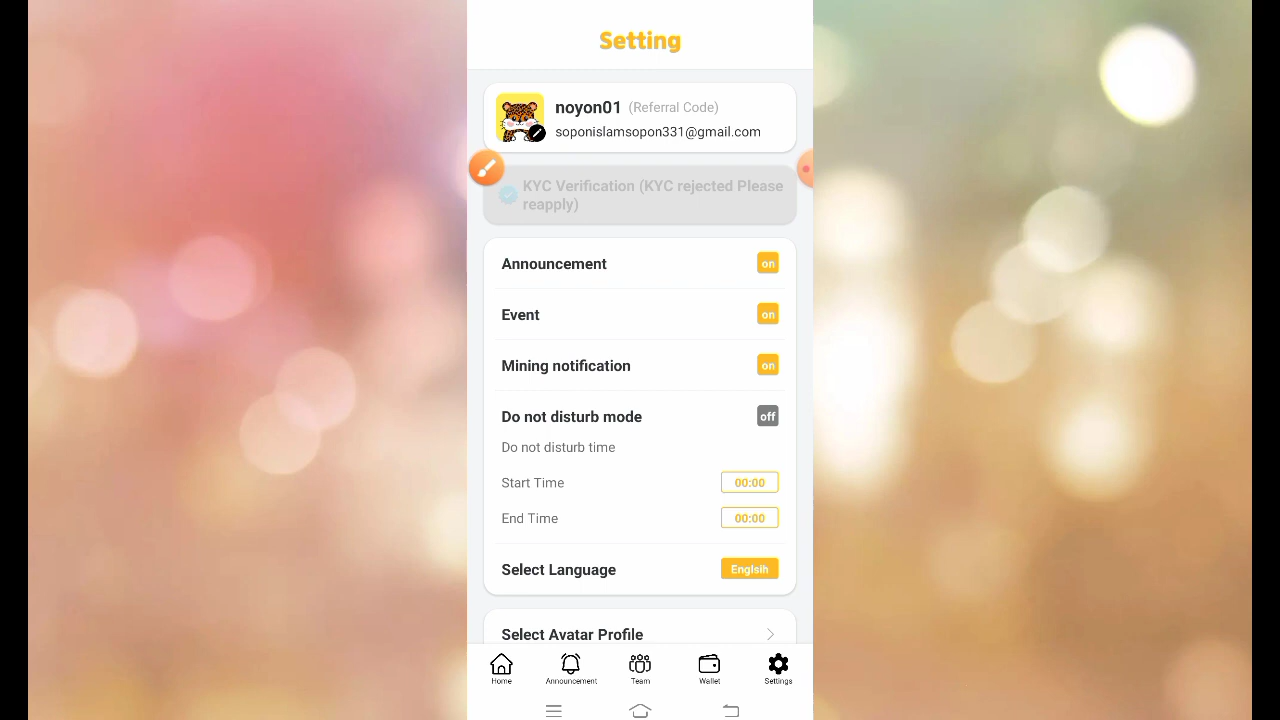 Setting
noyon01 (Referral Code)
soponislamsopon331@gmail.com
KYC Verification (KYC rejected Please
reapply)
Announcement on
Event on
Mining notification on
Do not disturb mode off
Do not disturb time
Start Time 00:00
End Time 00:00
Select Language Englsih
Select Avatar Profile
Home Announcement Team Wallet Settings